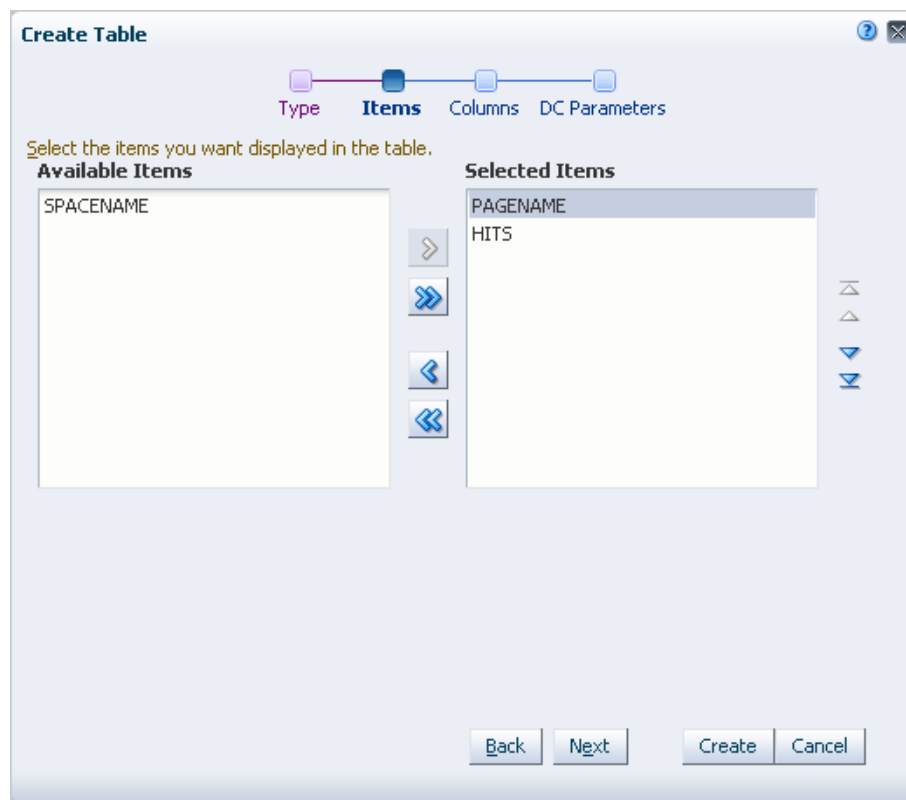 Create Table
Type Items Columns DC Parameters
Select the items you want displayed in the table.
Available Items Selected Items
SPACENAME PAGENAME
HITS
Back Next Create Cancel